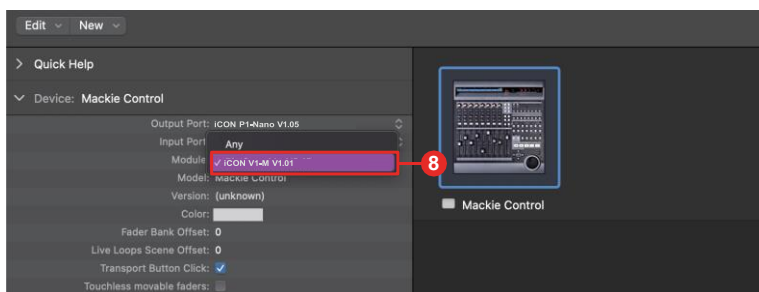 Edit New
Quick Help
Device: Mackie Control
Output Port: iCON P1-Nano V1.05
Input Port
Any
Module
✓ iCON V1-M V1.01
8
Model: Mackie Control
Version: (unknown)
Mackie Control
Color:
Fader Bank Offset: 0
Live Loops Scene Offset: 0
Transport Button Click:
Touchless movable faders: